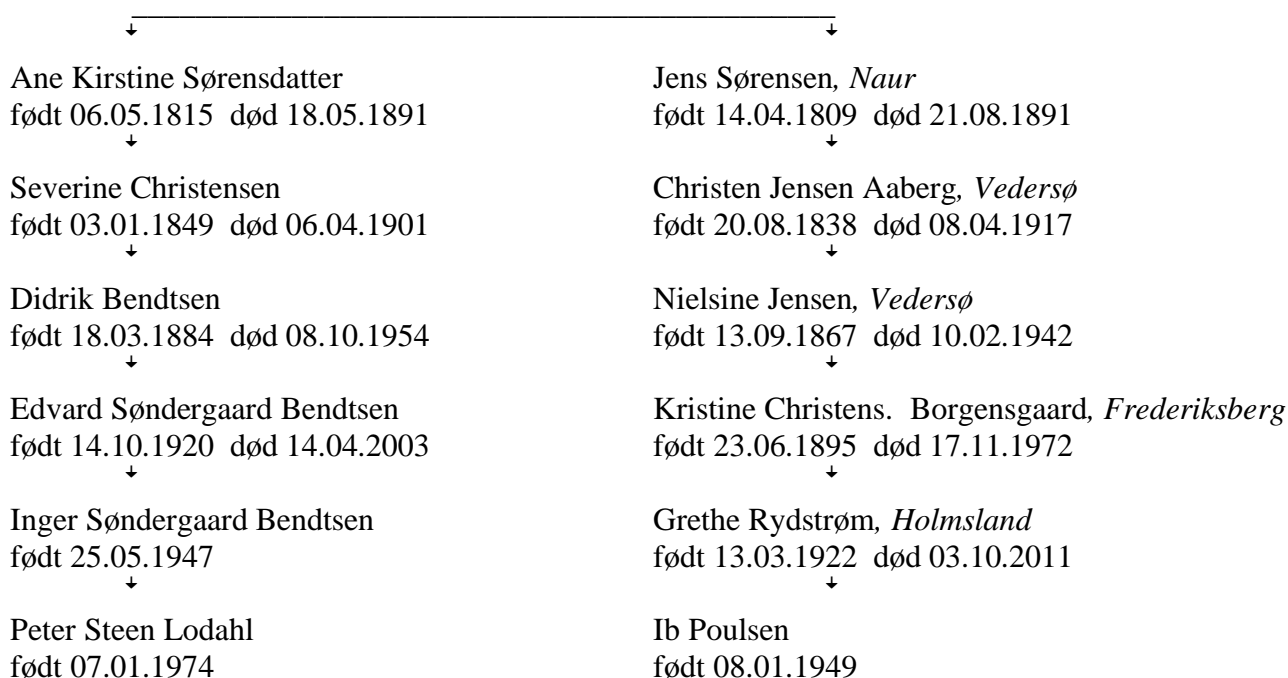 Ane Kirstine Sørensdatter
født 06.05.1815 død 18.05.1891
Severine Christensen
født 03.01.1849 død 06.04.1901
Didrik Bendtsen
født 18.03.1884 død 08.10.1954
Edvard Søndergaard Bendtsen
født 14.10.1920 død 14.04.2003
Inger Søndergaard Bendtsen
født 25.05.1947
Peter Steen Lodahl
født 07.01.1974
Jens Sørensen, Naur
født 14.04.1809 død 21.08.1891
Christen Jensen Aaberg, Vedersø
født 20.08.1838 død 08.04.1917
Nielsine Jensen, Vedersø
født 13.09.1867 død 10.02.1942
Kristine Christens. Borgensgaard, Frederiksberg
født 23.06.1895 død 17.11.1972
Grethe Rydstrøm, Holmsland
født 13.03.1922 død 03.10.2011
Ib Poulsen
født 08.01.1949